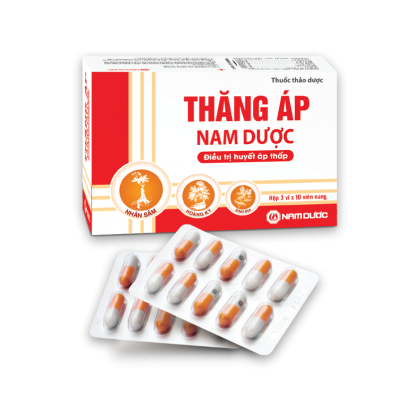 Thuốc thảo dược
THĂNG ÁP
NAM DƯỢC
Điều trị huyết áp thấp
NHÂN SÂM
HOÀNG KỲ
Hộp 3 vỉ x 10 viên nang
NAM DƯỢC